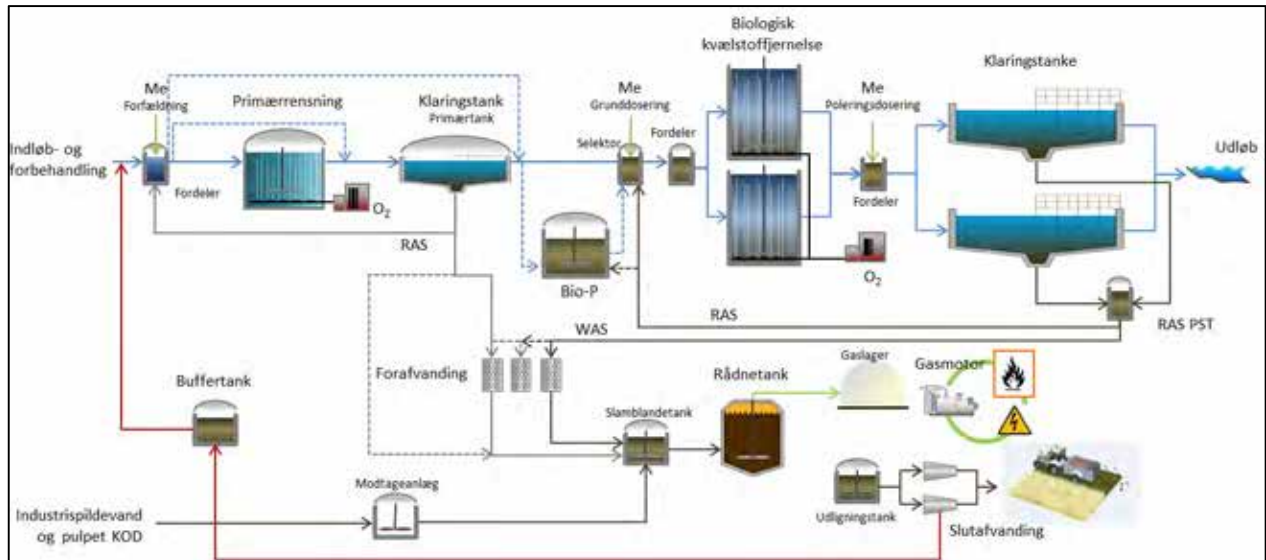 Biologisk
kvælstoffjernelse
Klaringstanke
Me
Forfældning
Primærrensning
Klaringstank
Primærtank
Me
Grunddosering
Selektor
Fordeler
Me
Poleringsdosering
Indløb- og
forbehandling
Udløb
Fordeler
O₂
Fordeler
RAS
Bio-P
O₂
RAS
RAS PST
WAS
Gaslager
Gasmotor
Forafvanding
Rådnetank
Buffertank
Slamblandetank
Modtageanlæg
Industrispildevand
og pulpet KOD
Udligningstank
Slutafvanding